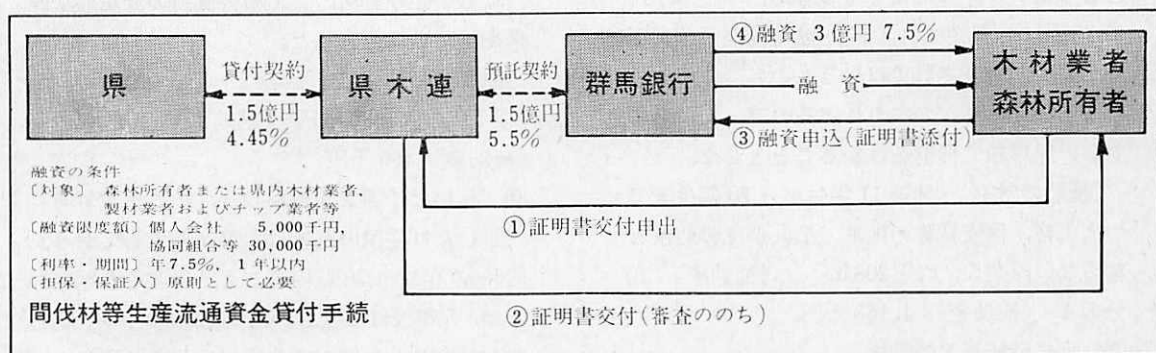 県
貸付契約
1.5億円
4.45%
県木連
預託契約
1.5億円
5.5%
群馬銀行
④融資 3億円 7.5%
融資
③融資申込(証明書添付)
木材業者
森林所有者
①証明書交付申出
②証明書交付(審査ののち)
融資の条件
〔対象〕 森林所有者または県内木材業者,
製材業者およびチップ業者等
〔融資限度額〕 個人会社 5,000千円,
協同組合等 30,000千円
〔利率・期間〕 年7.5%, 1年以内
〔担保・保証人〕 原則として必要
間伐材等生産流通資金貸付手続